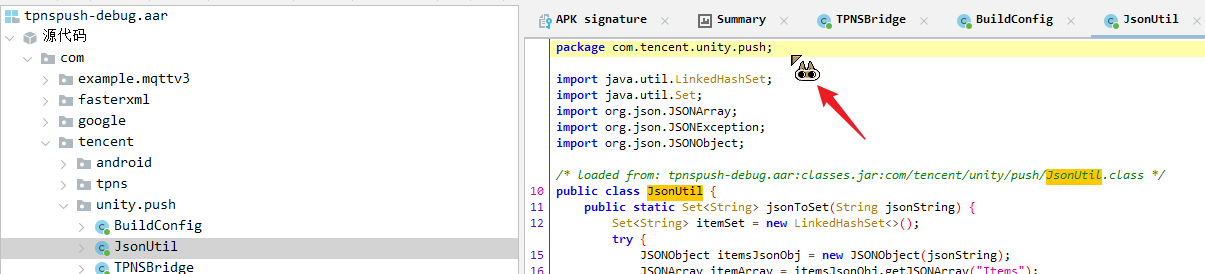 tpnspush-debug.aar
源代码
com
example.mqttv3
fasterxml
google
tencent
android
tpns
unity.push
BuildConfig
JsonUtil
TPNSBridge
APK signature
Summary
TPNSBridge
BuildConfig
JsonUtil
package com.tencent.unity.push;
import java.util.LinkedHashSet;
import java.util.Set;
import org.json.JSONArray;
import org.json.JSONException;
import org.json.JSONObject;
/* loaded from: tpnspush-debug.aar:classes.jar:com/tencent/unity/push/JsonUtil.class */
10 public class JsonUtil {
11 public static Set<String> jsonToSet(String jsonString) {
12 Set<String> itemSet = new LinkedHashSet<>();
try {
15 JSONObject itemsJsonObj = new JSONObject(jsonString);
16 JSONArray itemArray = itemsJsonObj.getJSONArray("Items");